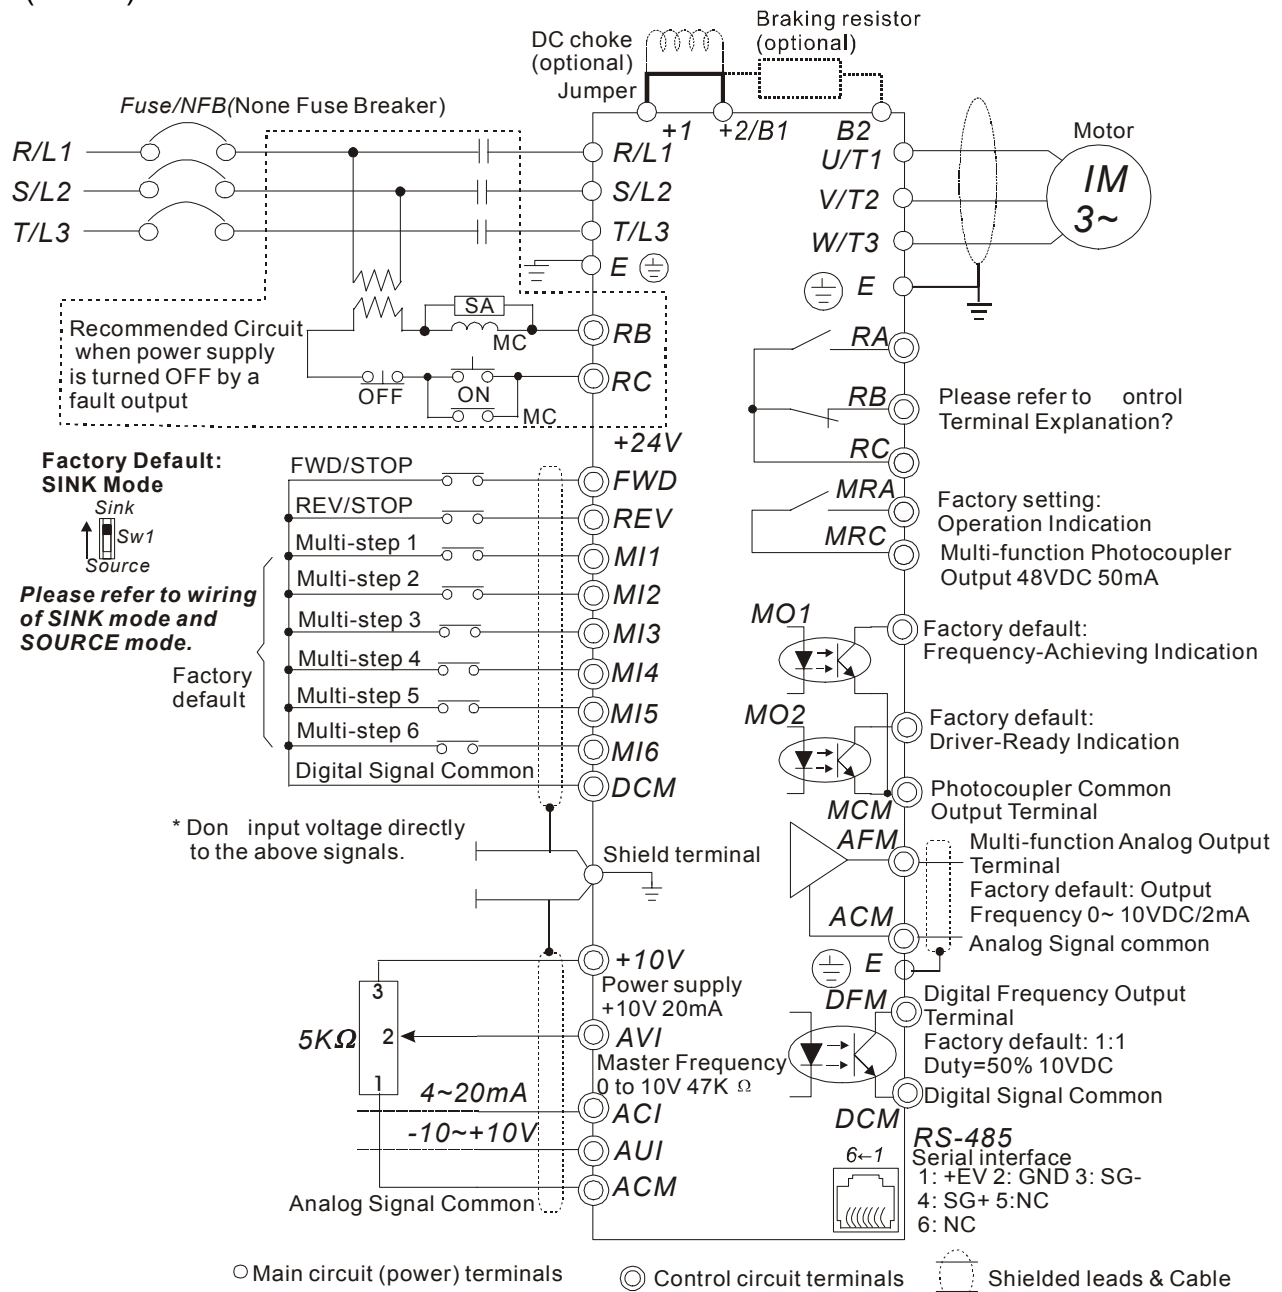 DC choke
(optional)
Jumper
Braking resistor
(optional)
Fuse/NFB(None Fuse Breaker)
R/L1
S/L2
T/L3
+1
+2/B1
B2
R/L1
S/L2
T/L3
E
U/T1
V/T2
W/T3
E
Motor
IM
3~
Recommended Circuit
when power supply
is turned OFF by a
fault output
SA
MC
RB
OFF
ON
MC
RC
RA
RB
RC
Please refer to ontrol
Terminal Explanation?
MRA
MRC
Factory setting:
Operation Indication
Multi-function Photocoupler
Output 48VDC 50mA
Factory Default:
SINK Mode
Sink
Sw1
Source
Please refer to wiring
of SINK mode and
SOURCE mode.
Factory
default
+24V
FWD/STOP
FWD
REV/STOP
REV
Multi-step 1
MI1
Multi-step 2
MI2
Multi-step 3
MI3
Multi-step 4
MI4
Multi-step 5
MI5
Multi-step 6
MI6
Digital Signal Common
DCM
* Don input voltage directly
to the above signals.
Shield terminal
MO1
Factory default:
Frequency-Achieving Indication
MO2
Factory default:
Driver-Ready Indication
MCM
Photocoupler Common
Output Terminal
AFM
Multi-function Analog Output
Terminal
Factory default: Output
Frequency 0~ 10VDC/2mA
ACM
Analog Signal common
E
DFM
Digital Frequency Output
Terminal
Factory default: 1:1
Duty=50% 10VDC
DCM
Digital Signal Common
+10V
Power supply
+10V 20mA
3
5KΩ
2
1
AVI
Master Frequency
0 to 10V 47K Ω
4~20mA
ACI
-10~+10V
AUI
Analog Signal Common
ACM
RS-485
Serial interface
6←1
1: +EV 2: GND 3: SG-
4: SG+ 5:NC
6: NC
Main circuit (power) terminals
Control circuit terminals
Shielded leads & Cable